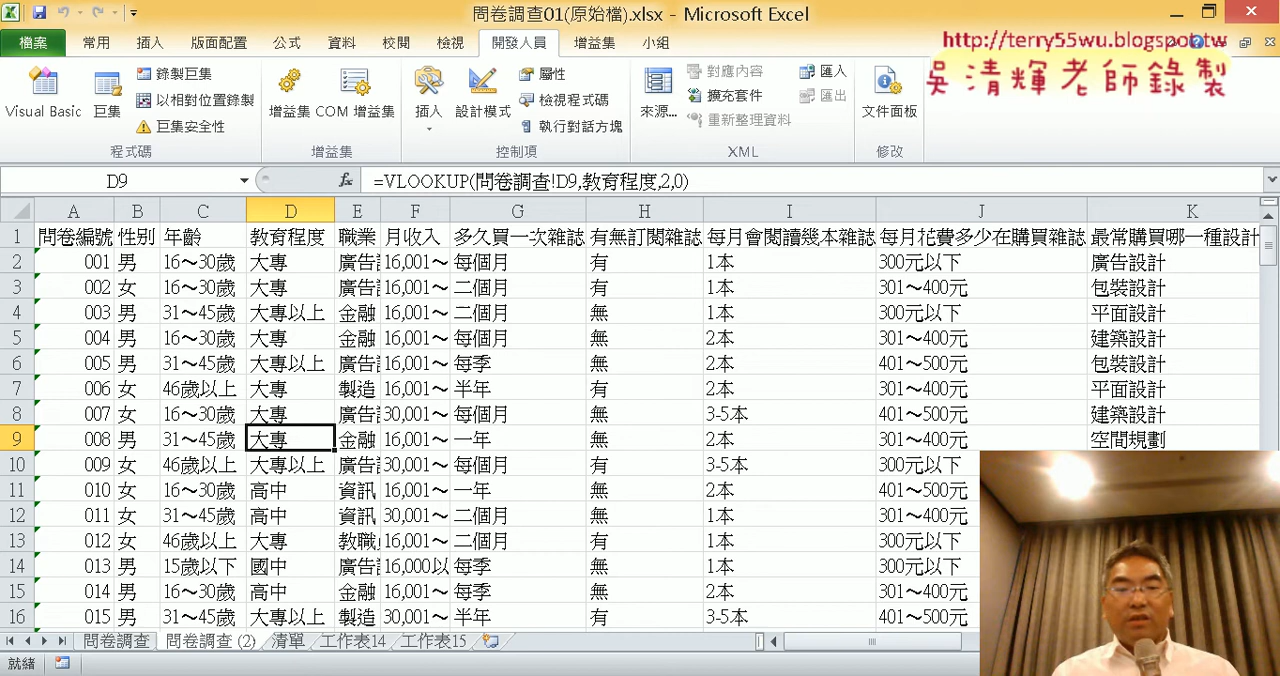 問卷調查01(原始檔).xlsx － Microsoft Excel
檔案 常用 插入 版面配置 公式 資料 校閱 檢視 開發人員 增益集 小組
http://terry55wu.blogspot.tw
吳清輝老師錄製
Visual Basic 巨集 錄製巨集 以相對位置錄製 巨集安全性 程式碼
增益集 COM 增益集 增益集
插入 設計模式 屬性 檢視程式碼 執行對話方塊 控制項
來源... 對應內容 擴充套件 重新整理資料 匯入 匯出 XML
文件面板 修改
D9 fx =VLOOKUP(問卷調查!D9,教育程度,2,0)
A B C D E F G H I J K
1 問卷編號 性別 年齡 教育程度 職業 月收入 多久買一次雜誌 有無訂閱雜誌 每月會閱讀幾本雜誌 每月花費多少在購買雜誌 最常購買哪一種設計
2 001 男 16～30歲 大專 廣告 16,001～ 每個月 有 1本 300元以下 廣告設計
3 002 女 16～30歲 大專 廣告 16,001～ 二個月 有 1本 301～400元 包裝設計
4 003 男 31～45歲 大專以上 金融 16,001～ 二個月 無 1本 300元以下 平面設計
5 004 男 16～30歲 大專 金融 16,001～ 每個月 無 2本 301～400元 建築設計
6 005 男 31～45歲 大專以上 廣告 16,001～ 每季 無 2本 401～500元 包裝設計
7 006 女 46歲以上 大專 製造 16,001～ 半年 有 2本 301～400元 平面設計
8 007 女 16～30歲 大專 廣告 30,001～ 每個月 無 3-5本 401～500元 建築設計
9 008 男 31～45歲 大專 金融 16,001～ 一年 無 2本 301～400元 空間規劃
10 009 女 46歲以上 大專以上 廣告 30,001～ 每個月 有 3-5本 300元以下
11 010 女 16～30歲 高中 資訊 16,001～ 一年 無 2本 401～500元
12 011 女 31～45歲 高中 資訊 16,001～ 二個月 無 1本 301～400元
13 012 女 46歲以上 大專 教職 16,001～ 二個月 有 1本 300元以下
14 013 男 15歲以下 國中 廣告 16,000以 每季 無 1本 300元以下
15 014 男 16～30歲 高中 金融 16,001～ 每季 無 2本 301～400元
16 015 男 31～45歲 大專以上 製造 30,001～ 半年 有 3-5本 401～500元
問卷調查 問卷調查 (2) 清單 工作表14 工作表15
就緒